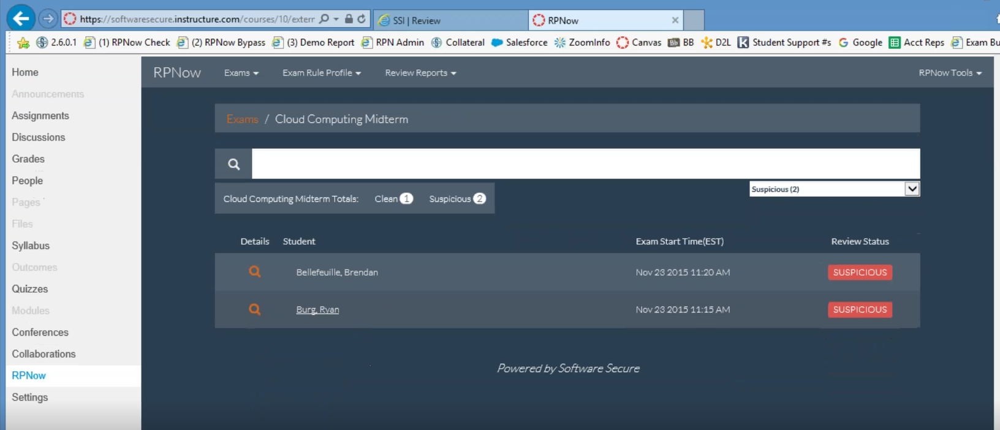 https://softwaresecure.instructure.com/courses/10/extern
SSI | Review
RPNow
2.6.0.1 (1) RPNow Check (2) RPNow Bypass (3) Demo Report RPN Admin Collateral Salesforce ZoomInfo Canvas Bb BB D2L Student Support #s Google Acct Reps Exam Bu
Home
Announcements
Assignments
Discussions
Grades
People
Pages
Files
Syllabus
Outcomes
Quizzes
Modules
Conferences
Collaborations
RPNow
Settings
RPNow Exams Exam Rule Profile Review Reports RPNow Tools
Exams / Cloud Computing Midterm
Suspicious (2)
Cloud Computing Midterm Totals: Clean 1 Suspicious 2
Details Student Exam Start Time(EST) Review Status
Bellefeuille, Brendan Nov 23 2015 11:20 AM SUSPICIOUS
Burg, Ryan Nov 23 2015 11:15 AM SUSPICIOUS
Powered by Software Secure